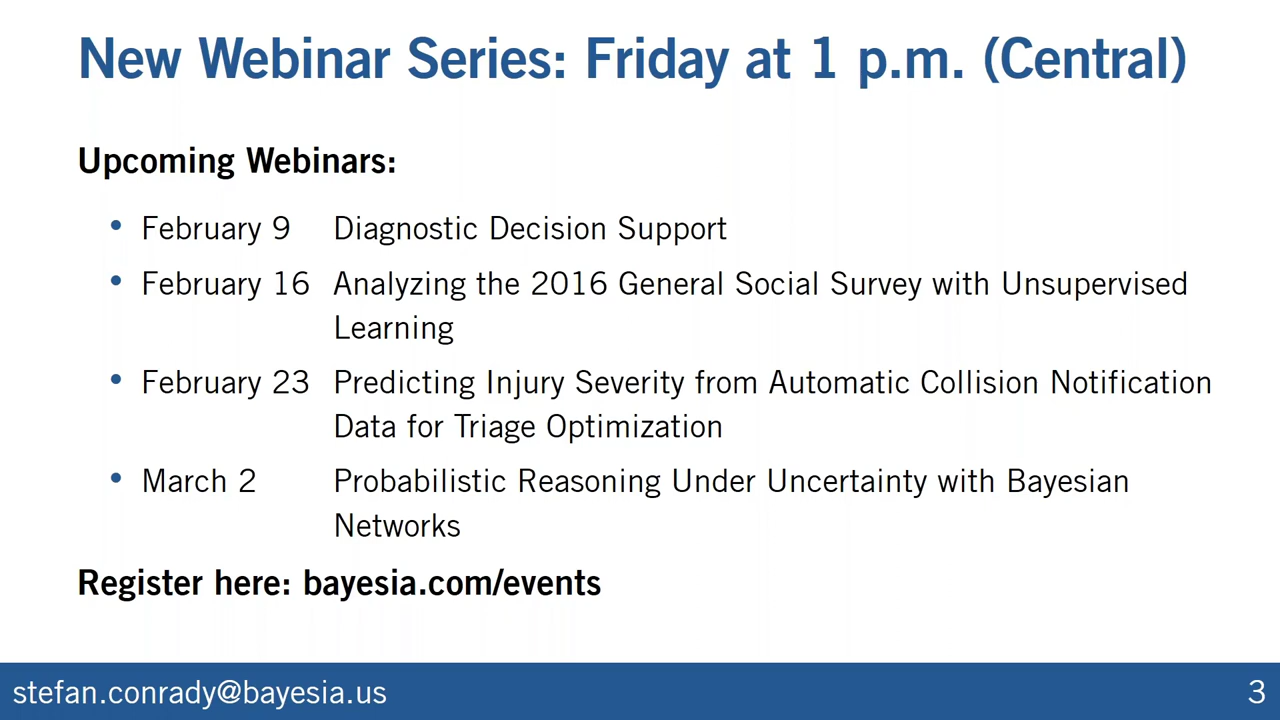 New Webinar Series: Friday at 1 p.m. (Central)
Upcoming Webinars:
• February 9 Diagnostic Decision Support
• February 16 Analyzing the 2016 General Social Survey with Unsupervised
Learning
• February 23 Predicting Injury Severity from Automatic Collision Notification
Data for Triage Optimization
• March 2 Probabilistic Reasoning Under Uncertainty with Bayesian
Networks
Register here: bayesia.com/events
stefan.conrady@bayesia.us 3